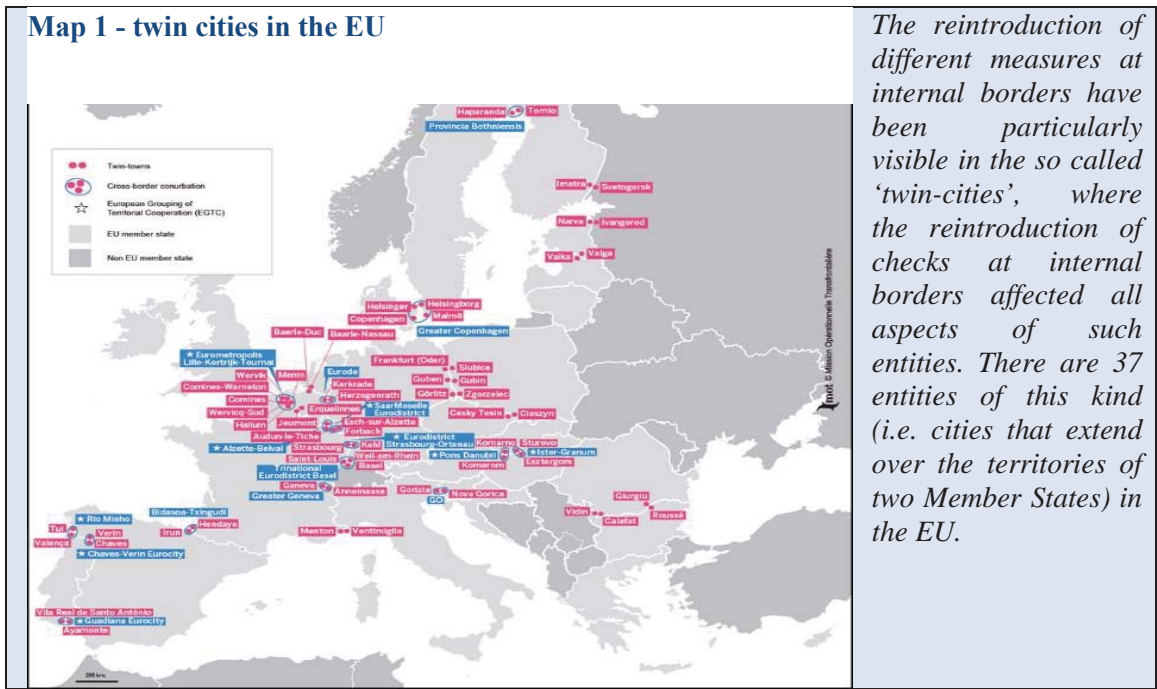 Map 1 - twin cities in the EU
Haparanda
Tornio
Provincia Bothniensis
Twin-towns
Cross-border conurbation
European Grouping of
Territorial Cooperation (EGTC)
EU member state
Non EU member state
Imatra
Svetogorsk
Narva
Ivangorod
Valka
Valga
Helsingør
Helsingborg
Copenhagen
Malmö
Greater Copenhagen
Baerle-Duc
Baarle-Nassau
Eurometropolis
Lille-Kortrijk-Tournai
Wervik
Menin
Eurode
Comines-Warneton
Kerkrade
Comines
Herzogenrath
Wervicq-Sud
Erquelinnes
SaarMoselle
Eurodistrict
Halluin
Jeumont
Esch-sur-Alzette
Audun-le-Tiche
Forbach
Frankfurt (Oder)
Slubice
Guben
Gubin
Görlitz
Zgorzelec
Cesky Tesin
Cieszyn
Alzette-Belval
Strasbourg
Kehl
Eurodistrict
Strasbourg-Ortenau
Saint-Louis
Weil-am-Rhein
Basel
Trinational
Eurodistrict Basel
Komarno
Sturovo
Pons Danubii
Ister-Granum
Komarom
Esztergom
Geneva
Annemasse
Greater Geneva
Gorizia
Nova Gorica
GO
Giurgiu
Roussé
Vidin
Calafat
Menton
Ventimiglia
Bidasoa-Txingudi
Irun
Hendaye
Rio Minho
Tui
Valença
Verin
Chaves
Chaves-Verin Eurocity
Vila Real de Santo António
Guadiana Eurocity
Ayamonte
200 km
mot © Mission Opérationnelle Transfrontalière
The reintroduction of
different measures at
internal borders have
been particularly
visible in the so called
‘twin-cities’, where
the reintroduction of
checks at internal
borders affected all
aspects of such
entities. There are 37
entities of this kind
(i.e. cities that extend
over the territories of
two Member States) in
the EU.